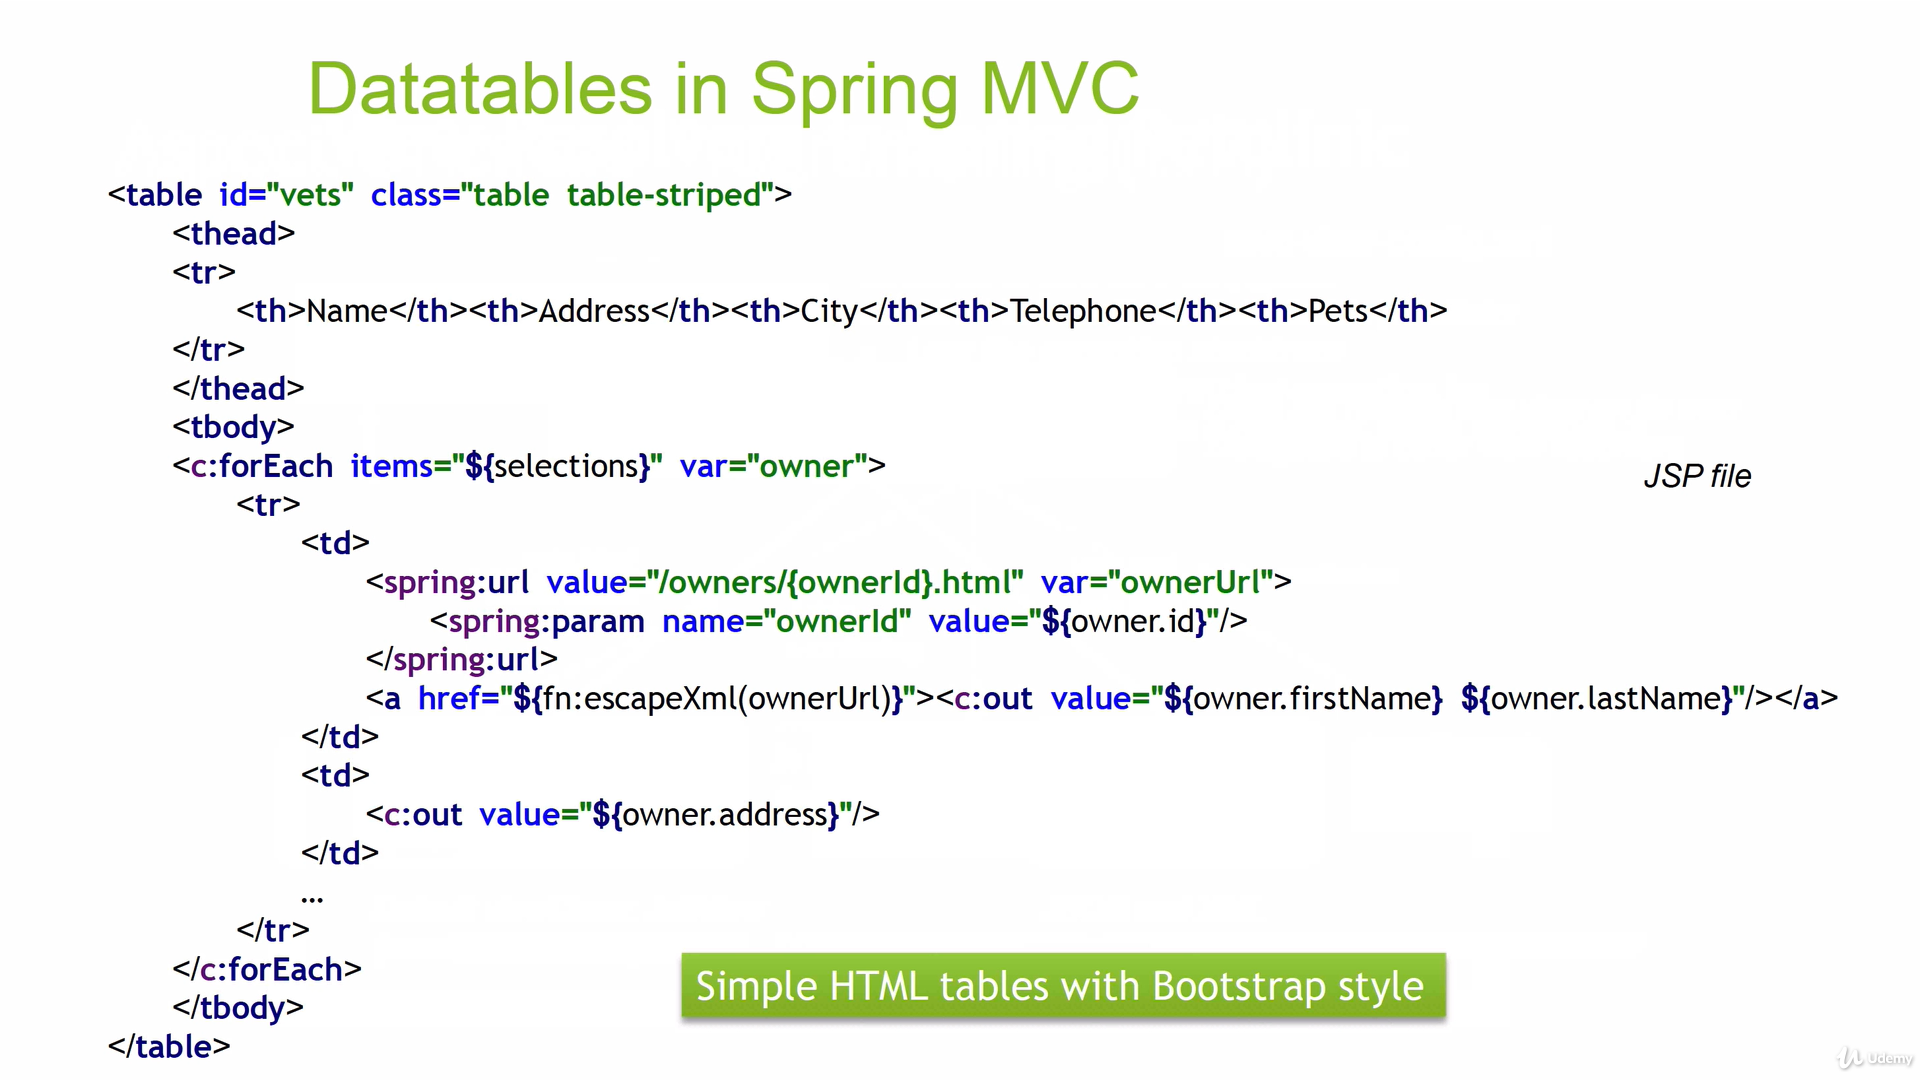 Datatables in Spring MVC
<table id="vets" class="table table-striped">
<thead>
<tr>
<th>Name</th><th>Address</th><th>City</th><th>Telephone</th><th>Pets</th>
</tr>
</thead>
<tbody>
<c:forEach items="${selections}" var="owner">
JSP file
<tr>
<td>
<spring:url value="/owners/{ownerId}.html" var="ownerUrl">
<spring:param name="ownerId" value="${owner.id}"/>
</spring:url>
<a href="${fn:escapeXml(ownerUrl)}"><c:out value="${owner.firstName} ${owner.lastName}"/></a>
</td>
<td>
<c:out value="${owner.address}"/>
</td>
...
</tr>
</c:forEach>
</tbody>
</table>
Simple HTML tables with Bootstrap style
Udemy